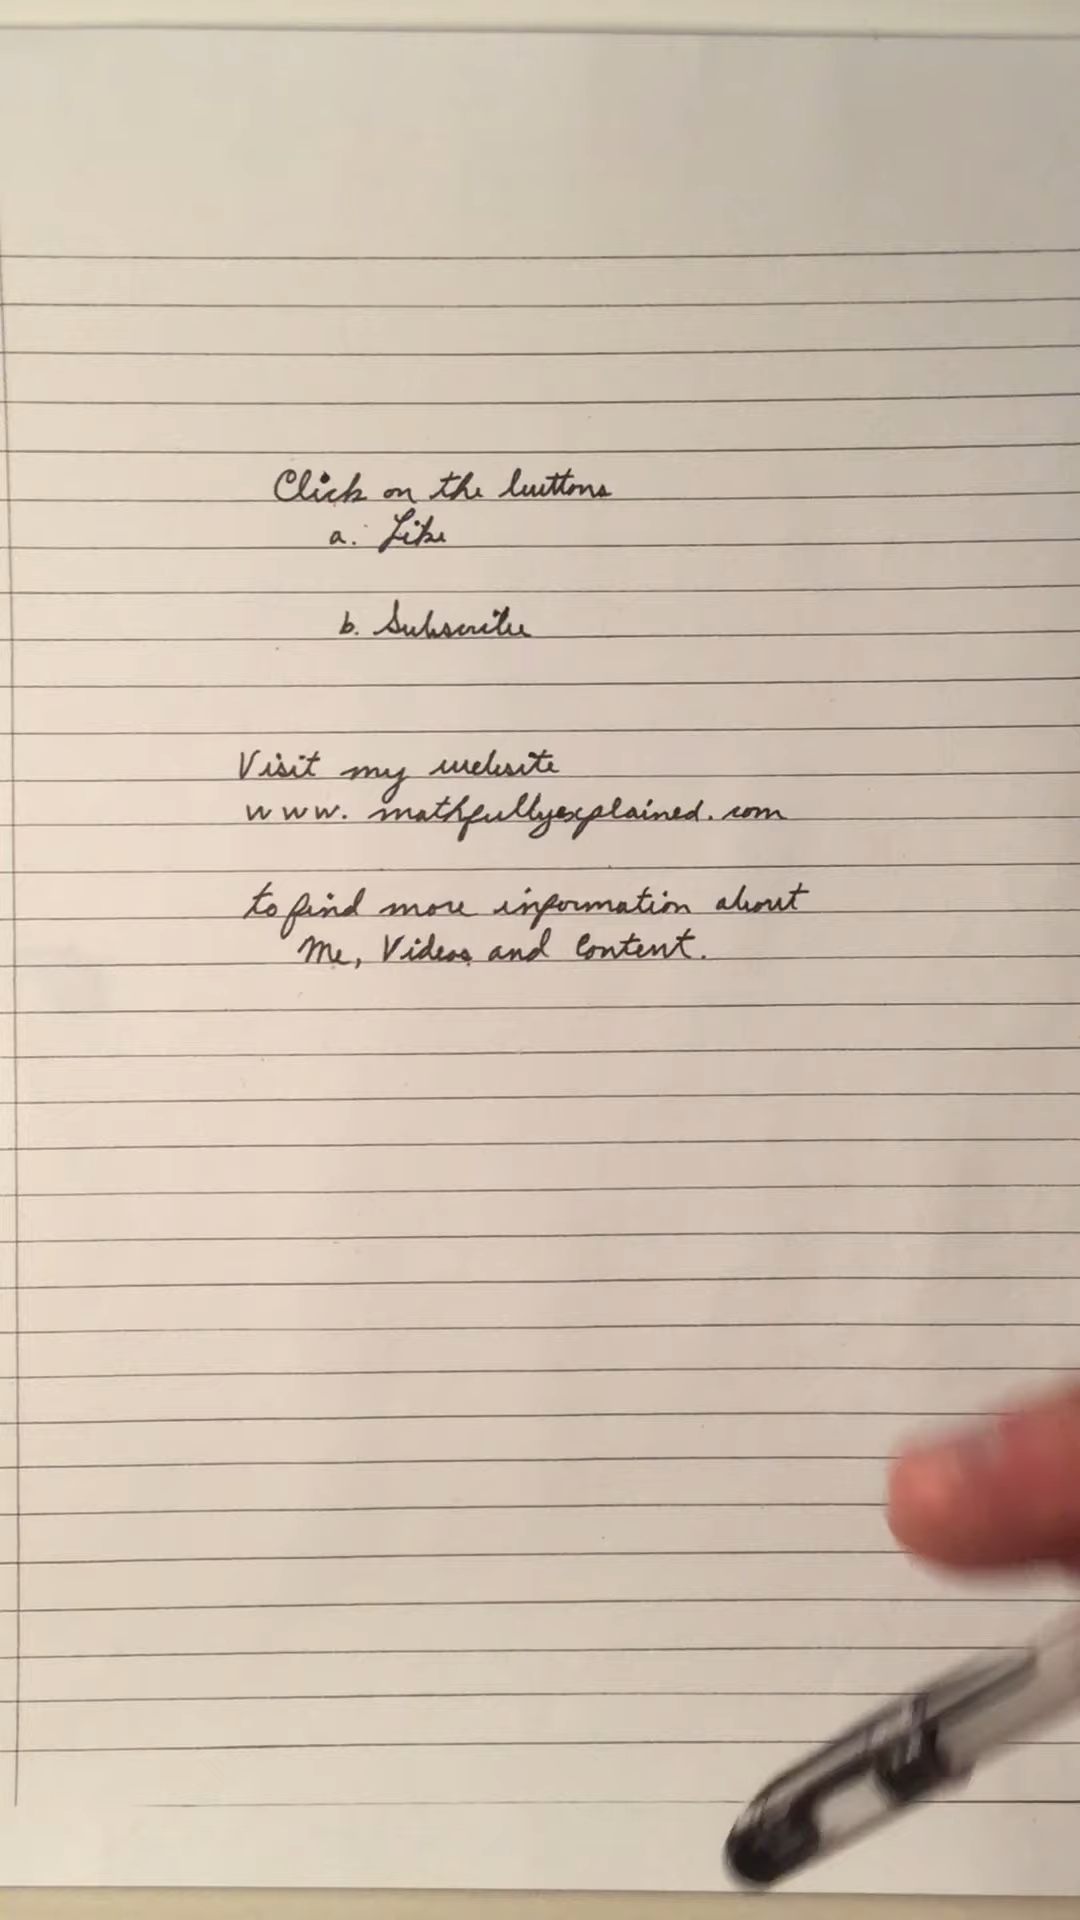 Click on the buttons
a. Like
b. Subscribe
Visit my website
www.mathfullyexplained.com
to find more information about
Me, Videos and Content.